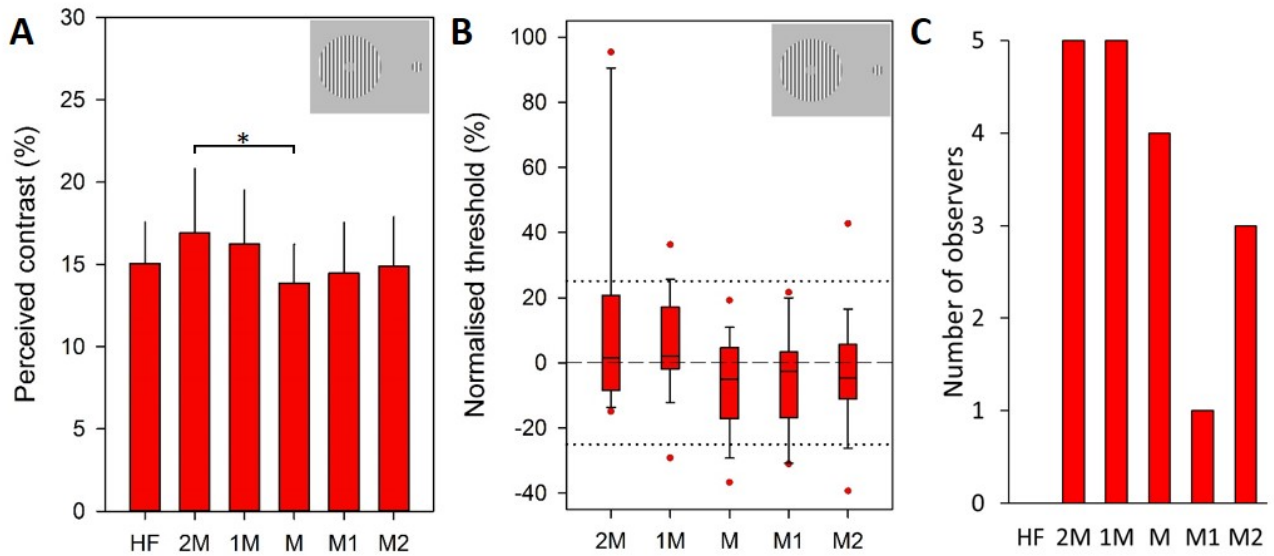 A
Perceived contrast (%)
30
25
20
15
10
5
0
*
HF 2M 1M M M1 M2
B
Normalised threshold (%)
100
80
60
40
20
0
-20
-40
2M 1M M M1 M2
C
Number of observers
5
4
3
2
1
0
HF 2M 1M M M1 M2